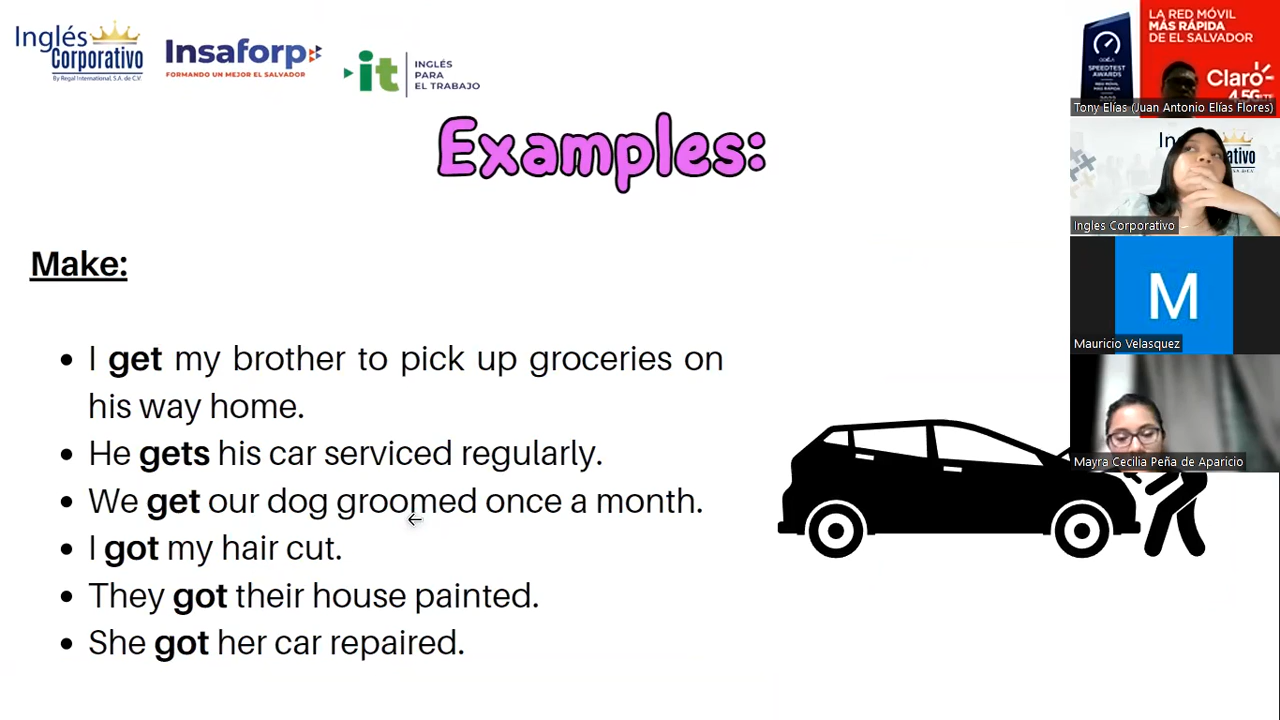 Inglés
Corporativo
By Regal International, S.A. de C.V.
Insaforp
FORMANDO UN MEJOR EL SALVADOR
it
INGLÉS
PARA
EL TRABAJO
Examples:
Make:
• I get my brother to pick up groceries on
his way home.
• He gets his car serviced regularly.
• We get our dog groomed once a month.
• I got my hair cut.
• They got their house painted.
• She got her car repaired.
LA RED MÓVIL
MÁS RÁPIDA
DE EL SALVADOR
SPEEDTEST
AWARDS
Claro
4.5G
Tony Elías (Juan Antonio Elías Flores)
Ingles Corporativo
M
Mauricio Velasquez
Mayra Cecilia Peña de Aparicio